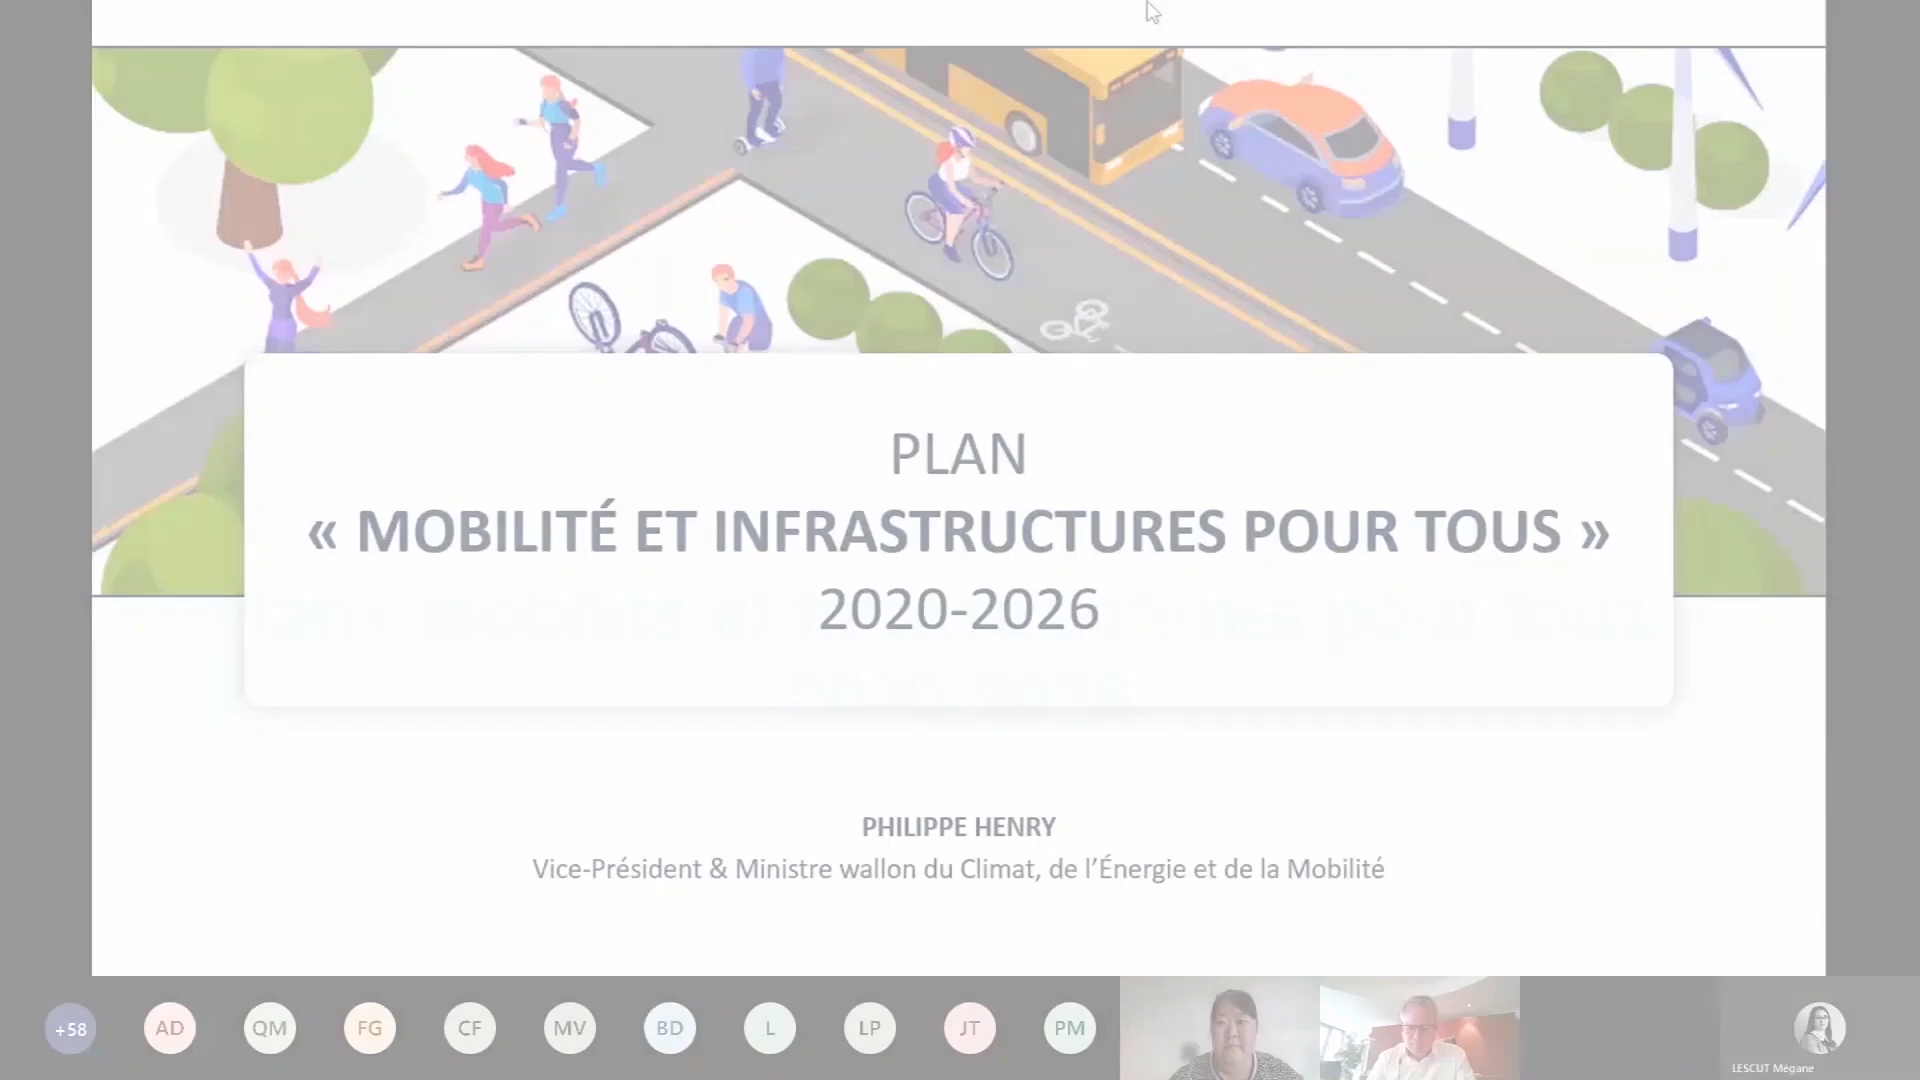 PLAN
« MOBILITÉ ET INFRASTRUCTURES POUR TOUS »
2020-2026
PHILIPPE HENRY
Vice-Président & Ministre wallon du Climat, de l’Énergie et de la Mobilité
+58
AD
QM
FG
CF
MV
BD
L
LP
JT
PM
LESCUT Mégane